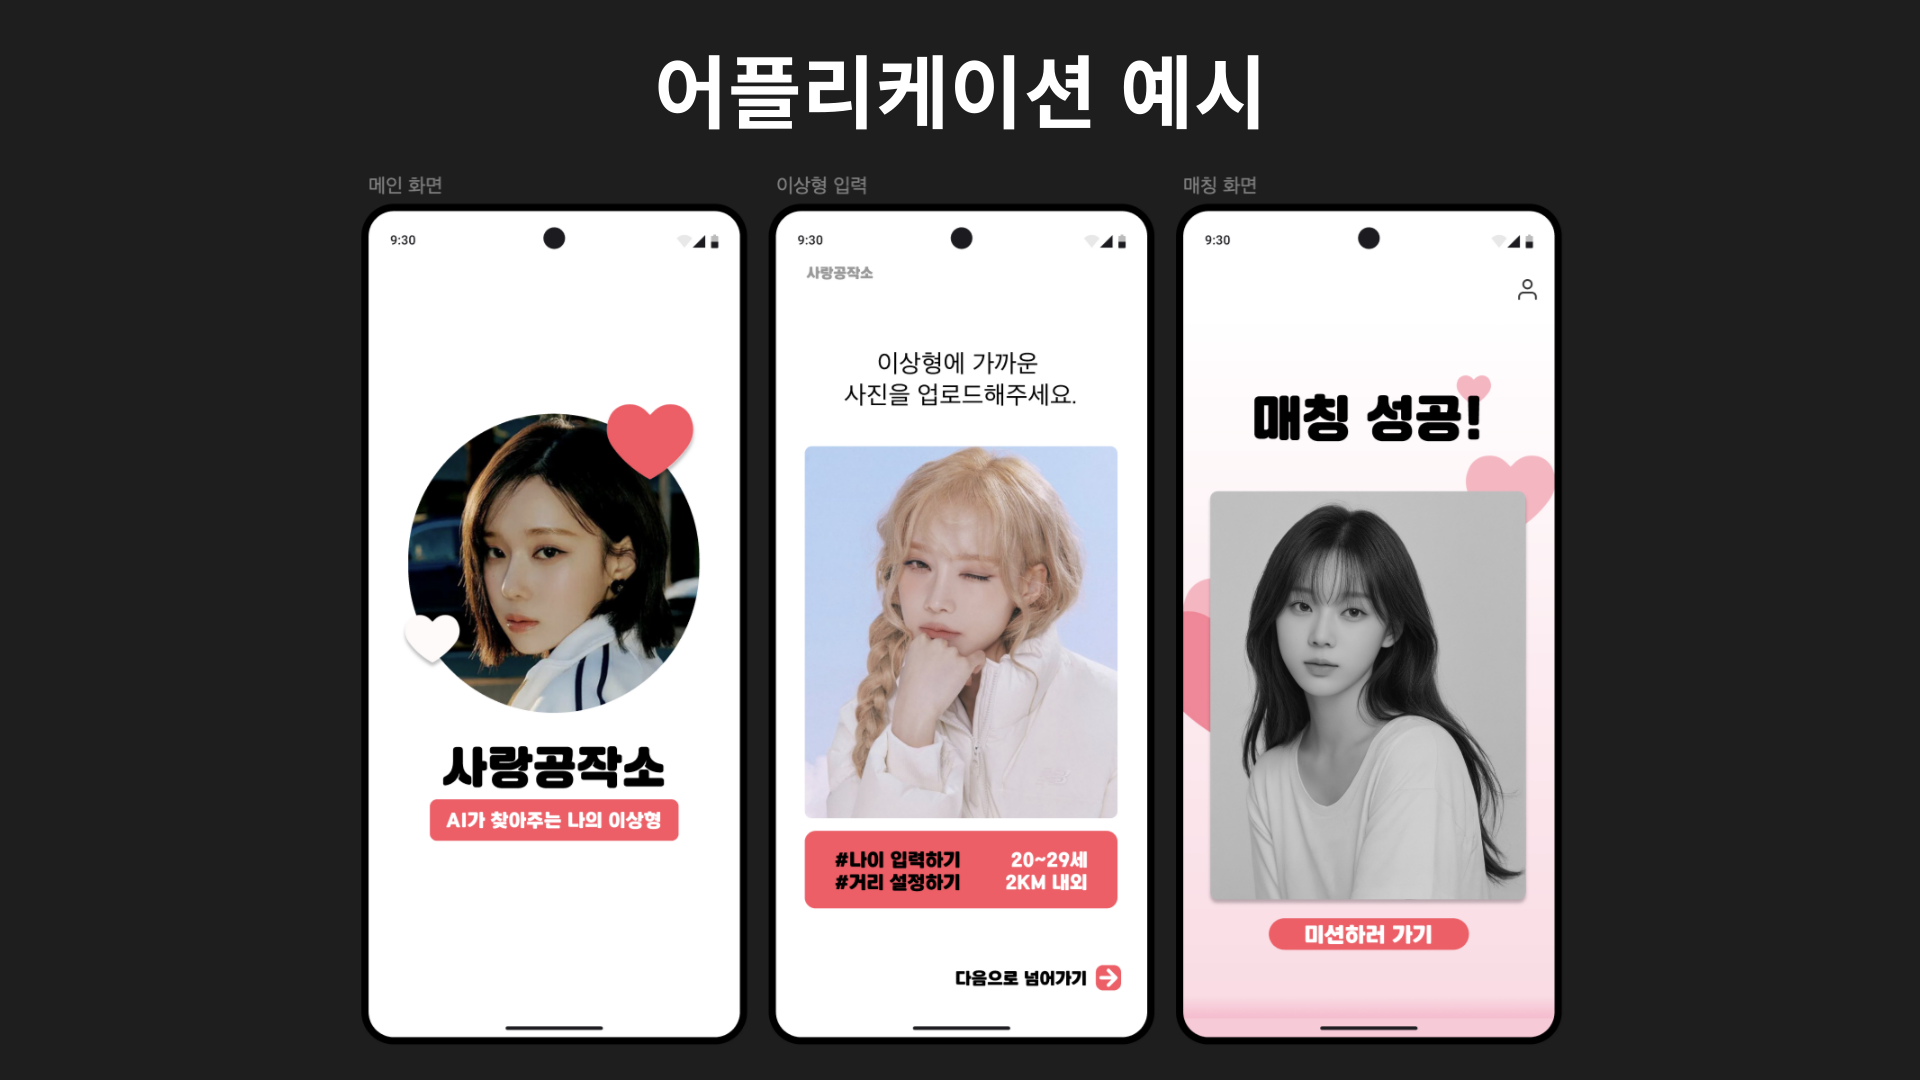 어플리케이션 예시
메인 화면
9:30
사랑공작소
AI가 찾아주는 나의 이상형
이상형 입력
9:30
사랑공작소
이상형에 가까운
사진을 업로드해주세요.
#나이 입력하기 20~29세
#거리 설정하기 2KM 내외
다음으로 넘어가기
매칭 화면
9:30
매칭 성공!
미션하러 가기